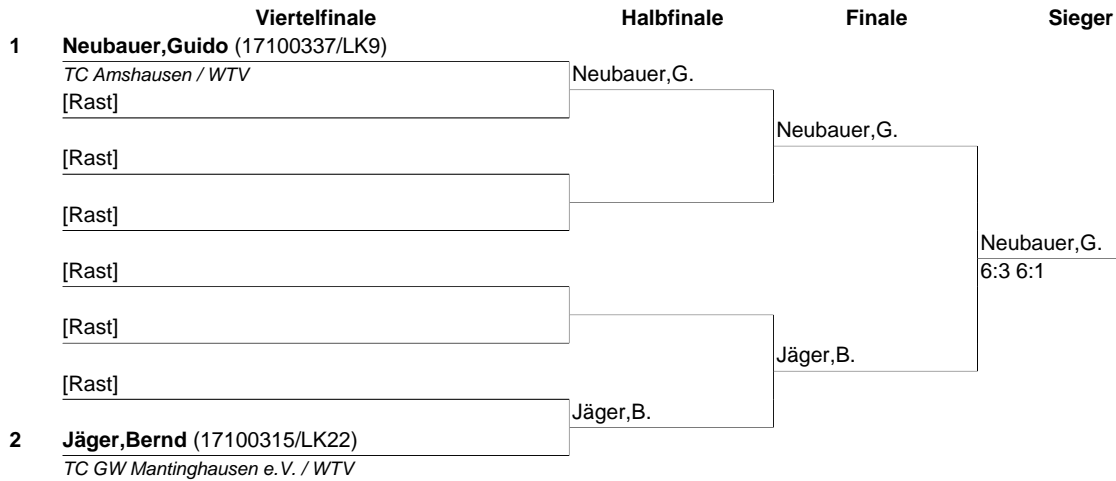 Viertelfinale Halbfinale Finale Sieger
1 Neubauer,Guido (17100337/LK9)
TC Amshausen / WTV
Neubauer,G.
[Rast]
Neubauer,G.
[Rast]
[Rast]
Neubauer,G.
6:3 6:1
[Rast]
[Rast]
Jäger,B.
[Rast]
Jäger,B.
2 Jäger,Bernd (17100315/LK22)
TC GW Mantinghausen e.V. / WTV